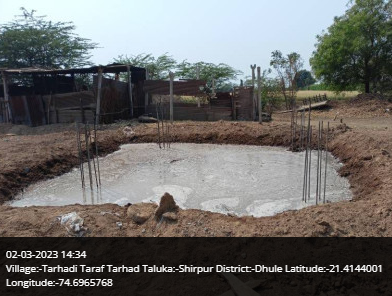 02-03-2023 14:34
Village:-Tarhadi Taraf Tarhad Taluka:-Shirpur District:-Dhule Latitude:-21.4144001
Longitude:-74.6965768